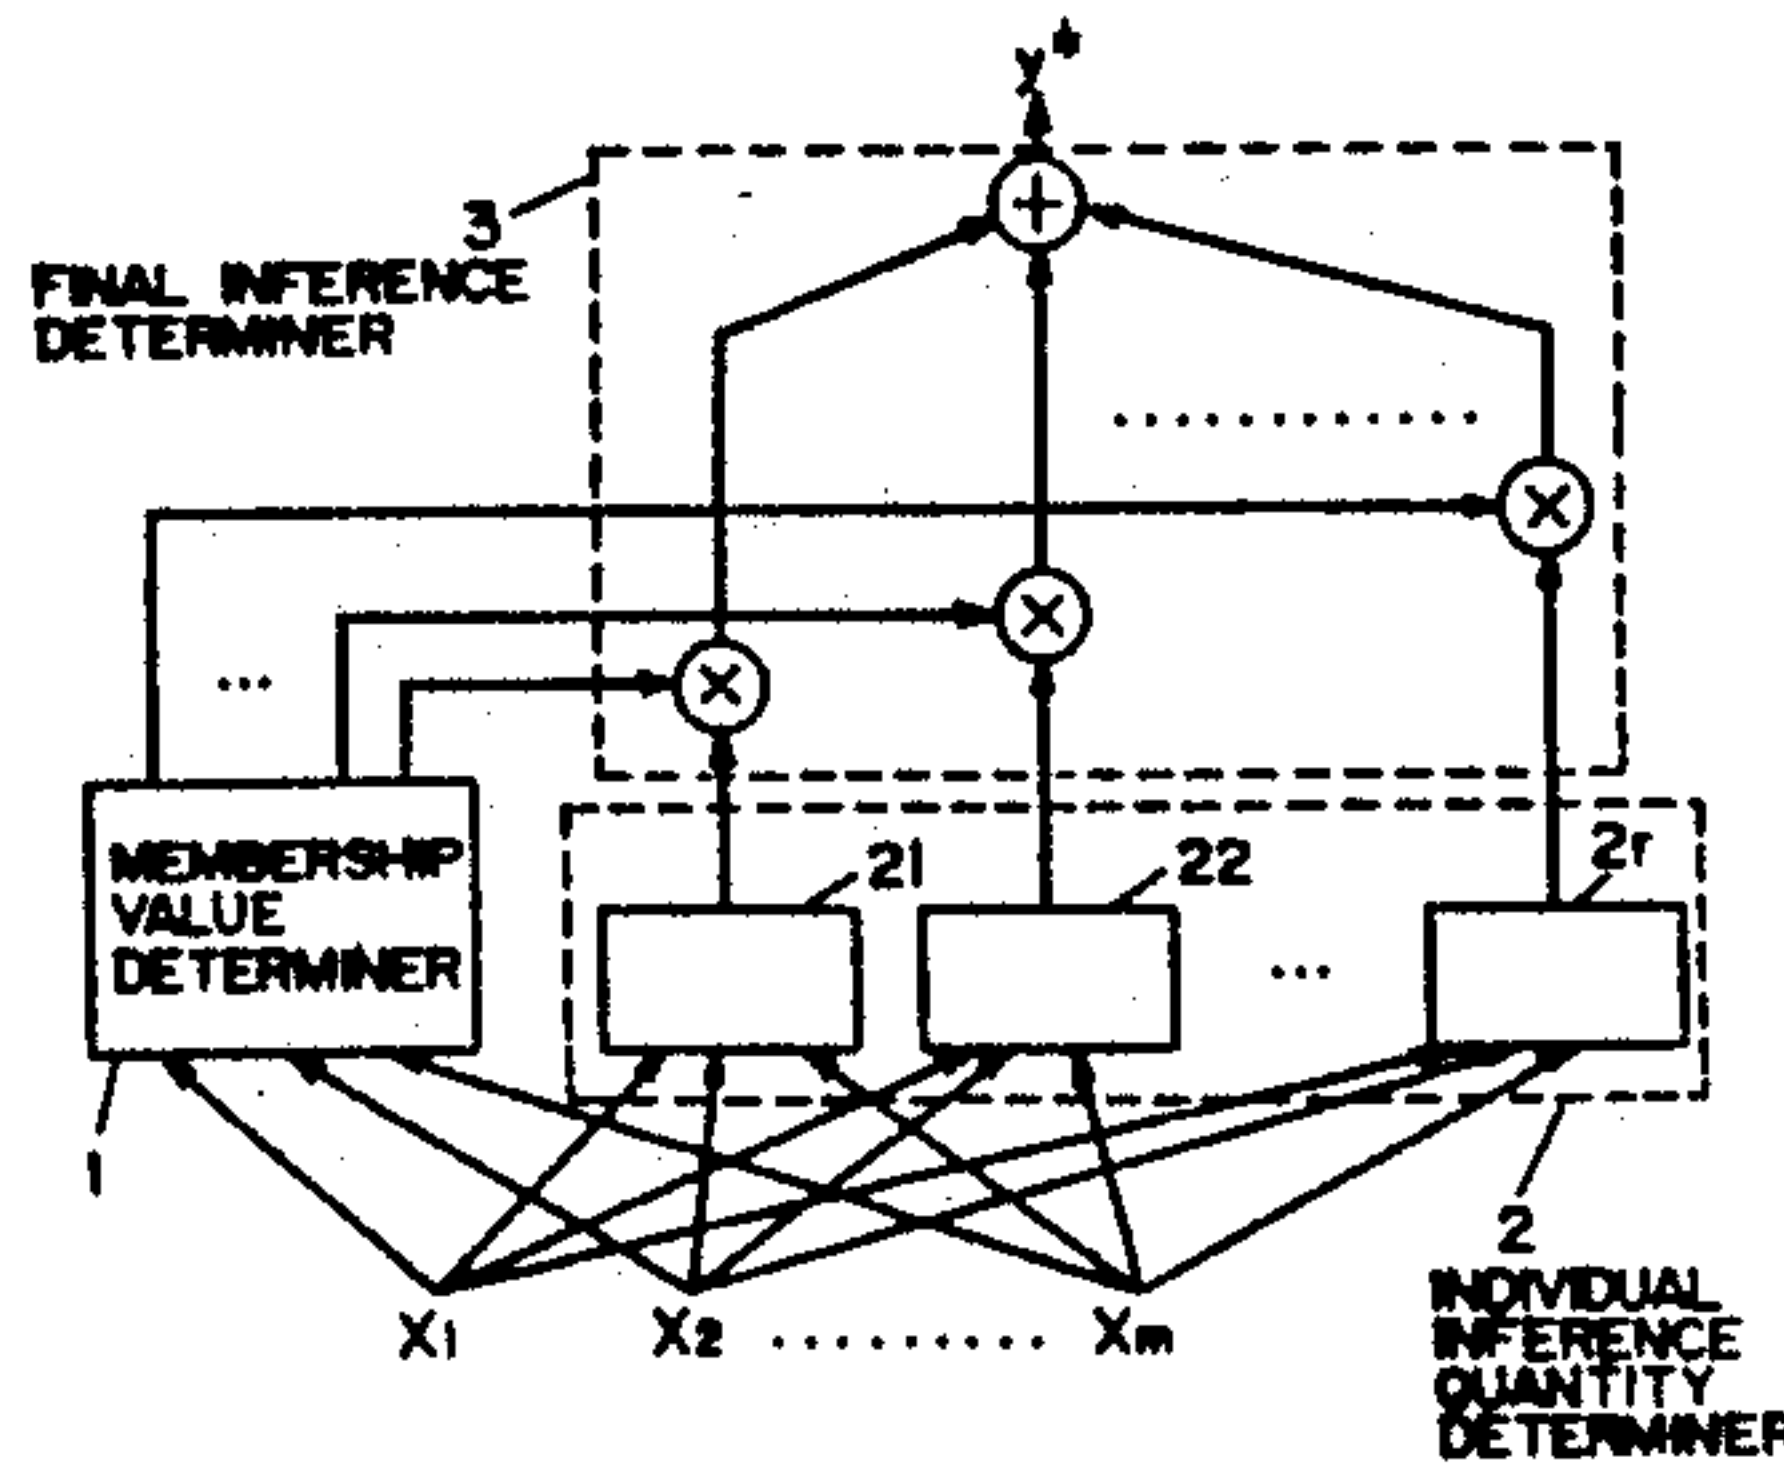 y*
3
FINAL INFERENCE
DETERMINER
+
×
×
×
...
MEMBERSHIP
VALUE
DETERMINER
21
22
2r
...
1
2
X1 X2 ......... Xm
INDIVIDUAL
INFERENCE
QUANTITY
DETERMINER